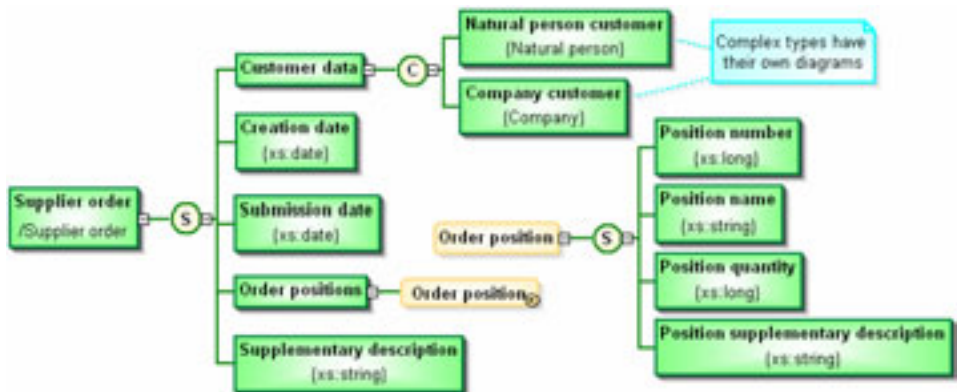 Natural person customer
{Natural person}
Complex types have
their own diagrams
Customer data
C
Company customer
{Company}
Creation date
{xs:date}
Position number
{xs:long}
Supplier order
/Supplier order
S
Submission date
{xs:date}
Position name
{xs:string}
Order position
S
Position quantity
{xs:long}
Order positions
Order position
Supplementary description
{xs:string}
Position supplementary description
{xs:string}